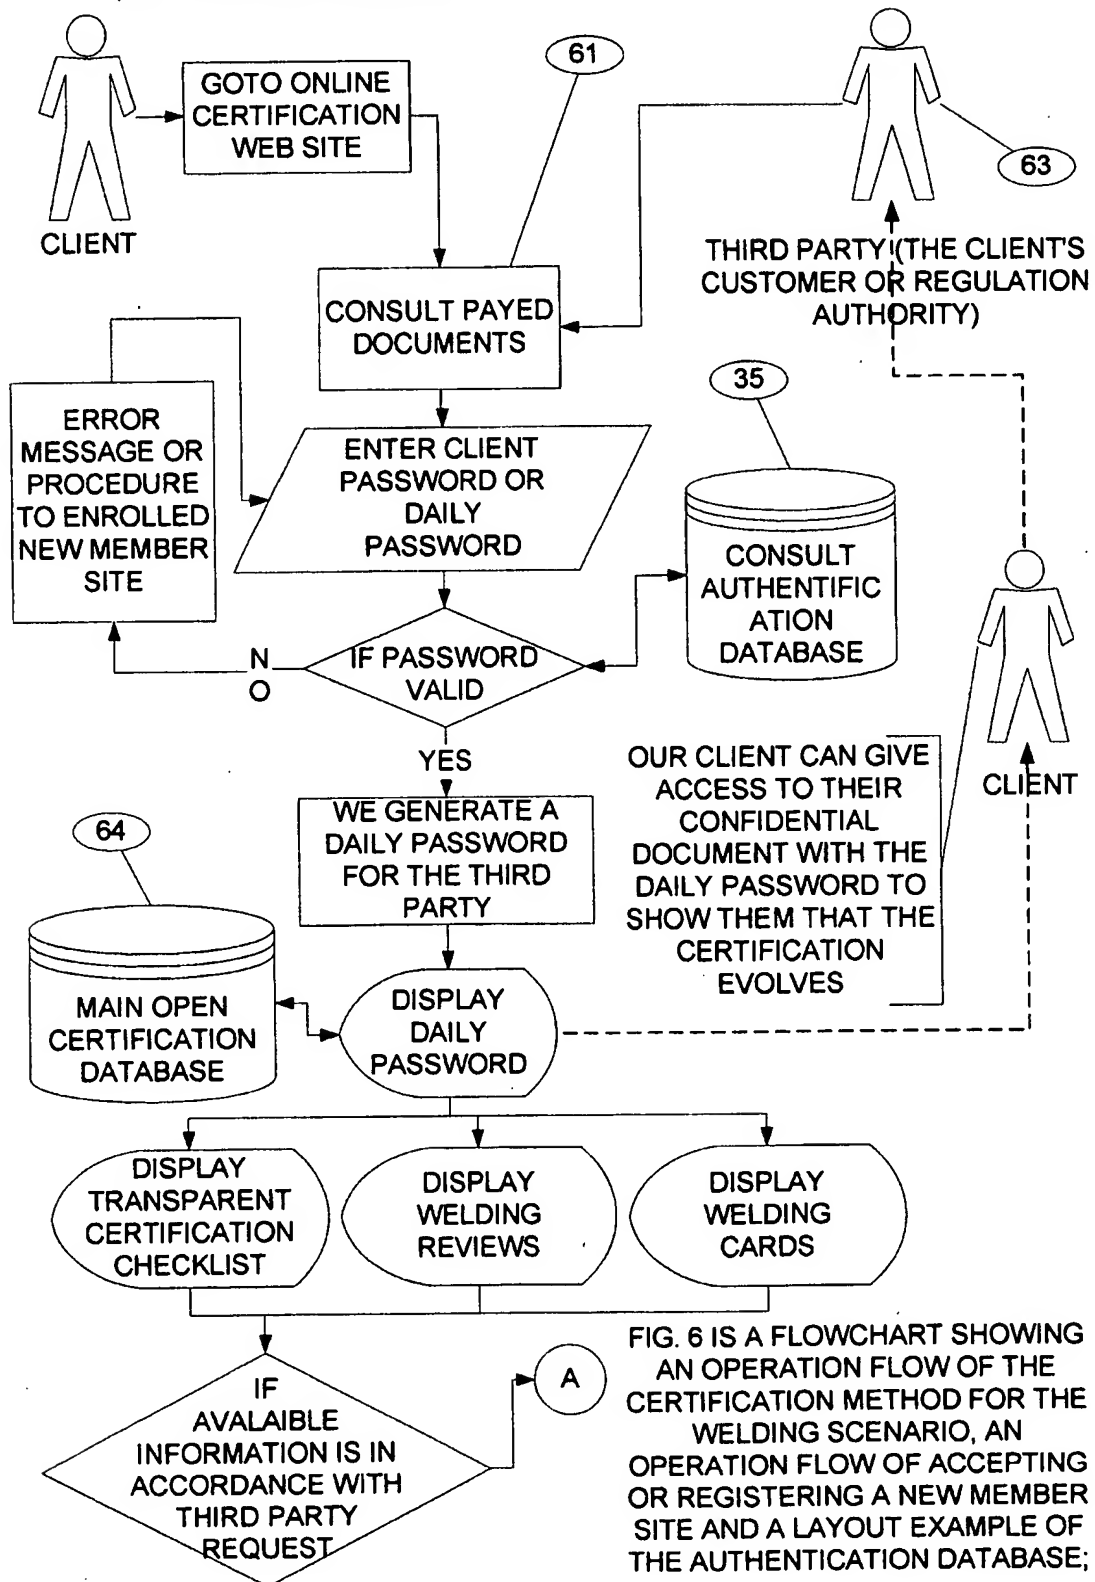 61
GOTO ONLINE
CERTIFICATION
WEB SITE
63
CLIENT
THIRD PARTY (THE CLIENT'S
CUSTOMER OR REGULATION
AUTHORITY)
CONSULT PAYED
DOCUMENTS
35
ERROR
MESSAGE OR
PROCEDURE
TO ENROLLED
NEW MEMBER
SITE
ENTER CLIENT
PASSWORD OR
DAILY
PASSWORD
CONSULT
AUTHENTIFIC
ATION
DATABASE
IF PASSWORD
VALID
N
O
YES
OUR CLIENT CAN GIVE
ACCESS TO THEIR
CONFIDENTIAL
DOCUMENT WITH THE
DAILY PASSWORD TO
SHOW THEM THAT THE
CERTIFICATION
EVOLVES
CLIENT
WE GENERATE A
DAILY PASSWORD
FOR THE THIRD
PARTY
64
MAIN OPEN
CERTIFICATION
DATABASE
DISPLAY
DAILY
PASSWORD
DISPLAY
TRANSPARENT
CERTIFICATION
CHECKLIST
DISPLAY
WELDING
REVIEWS
DISPLAY
WELDING
CARDS
IF
AVALAIBLE
INFORMATION IS IN
ACCORDANCE WITH
THIRD PARTY
REQUEST
A
FIG. 6 IS A FLOWCHART SHOWING
AN OPERATION FLOW OF THE
CERTIFICATION METHOD FOR THE
WELDING SCENARIO, AN
OPERATION FLOW OF ACCEPTING
OR REGISTERING A NEW MEMBER
SITE AND A LAYOUT EXAMPLE OF
THE AUTHENTICATION DATABASE;